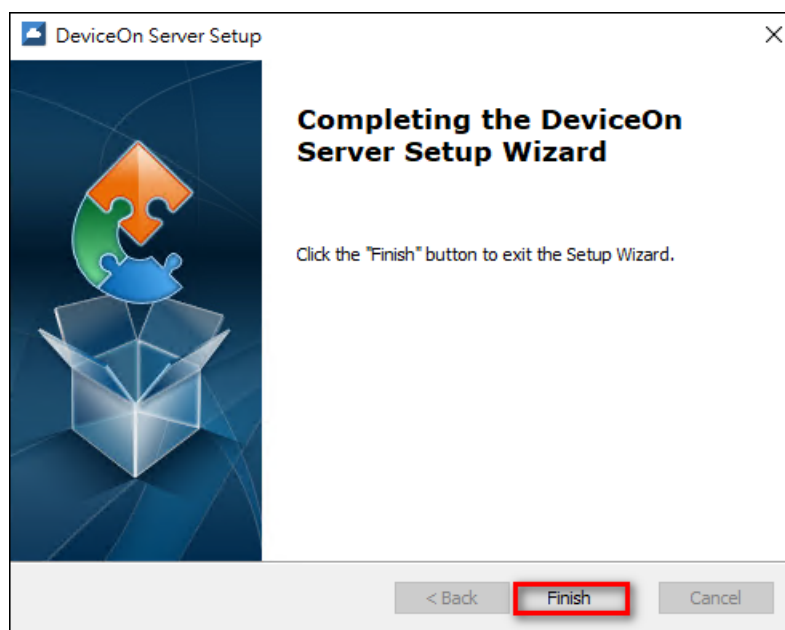 DeviceOn Server Setup
Completing the DeviceOn
Server Setup Wizard
Click the "Finish" button to exit the Setup Wizard.
< Back Finish Cancel